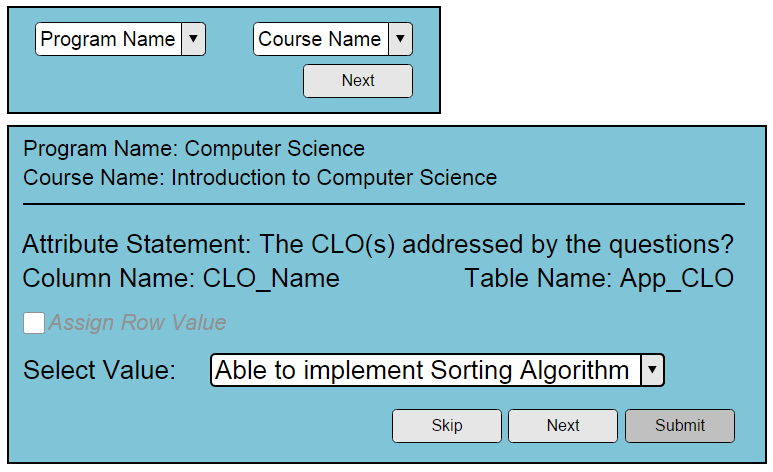 Program Name Course Name
Next
Program Name: Computer Science
Course Name: Introduction to Computer Science
Attribute Statement: The CLO(s) addressed by the questions?
Column Name: CLO_Name Table Name: App_CLO
Assign Row Value
Select Value: Able to implement Sorting Algorithm
Skip Next Submit